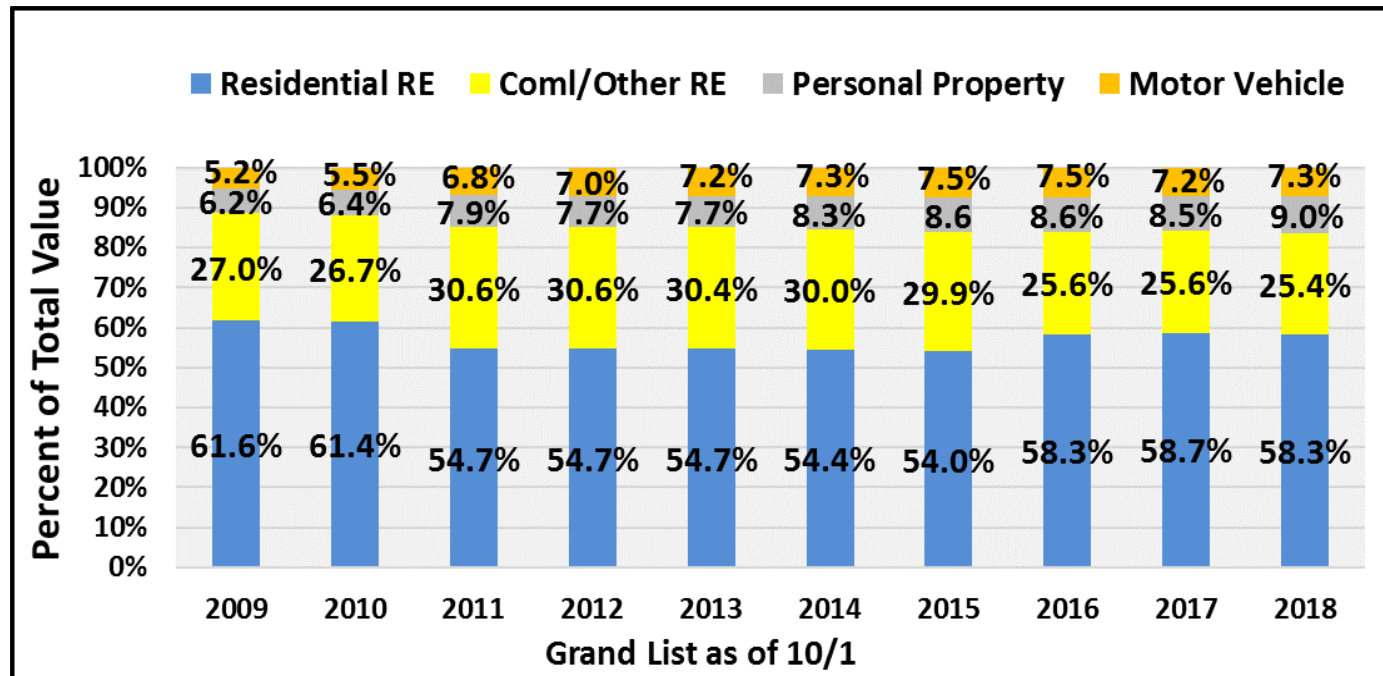 Residential RE Coml/Other RE Personal Property Motor Vehicle
Percent of Total Value
100% 5.2% 5.5% 6.8% 7.0% 7.2% 7.3% 7.5% 7.5% 7.2% 7.3%
90% 6.2% 6.4% 7.9% 7.7% 7.7% 8.3% 8.6 8.6% 8.5% 9.0%
80%
70% 27.0% 26.7% 30.6% 30.6% 30.4% 30.0% 29.9% 25.6% 25.6% 25.4%
60%
50%
40%
30% 61.6% 61.4% 54.7% 54.7% 54.7% 54.4% 54.0% 58.3% 58.7% 58.3%
20%
10%
0%
2009 2010 2011 2012 2013 2014 2015 2016 2017 2018
Grand List as of 10/1